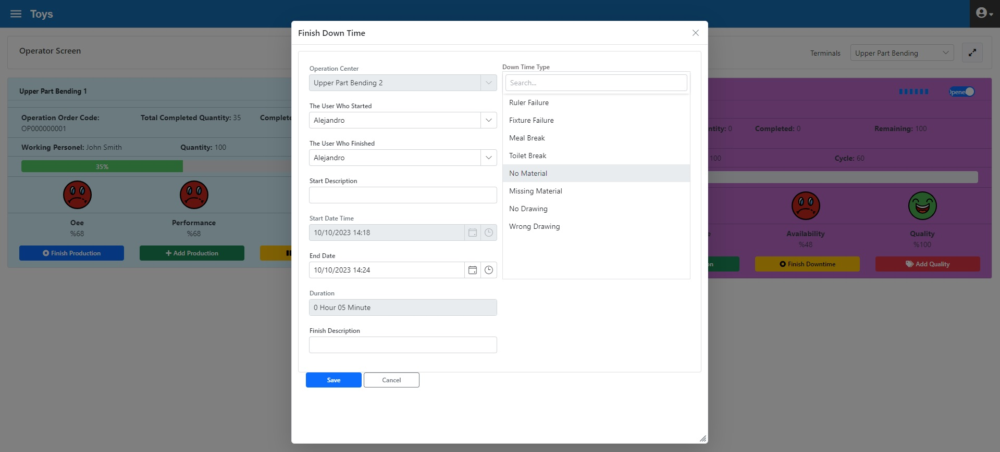 Toys
Operator Screen
Terminals
Upper Part Bending
Upper Part Bending 1
Operation Order Code:
OP000000001
Total Completed Quantity: 35
Complete
Working Personel: John Smith
Quantity: 100
35%
Oee
%68
Performance
%68
Finish Production
Add Production
Finish Down Time
Operation Center
Upper Part Bending 2
The User Who Started
Alejandro
The User Who Finished
Alejandro
Start Description
Start Date Time
10/10/2023 14:18
End Date
10/10/2023 14:24
Duration
0 Hour 05 Minute
Finish Description
Save
Cancel
Down Time Type
Search...
Ruler Failure
Fixture Failure
Meal Break
Toilet Break
No Material
Missing Material
No Drawing
Wrong Drawing
Opene
ntity: 0
Completed: 0
Remaining: 100
100
Cycle: 60
e
Availability
%48
Quality
%100
on
Finish Downtime
Add Quality